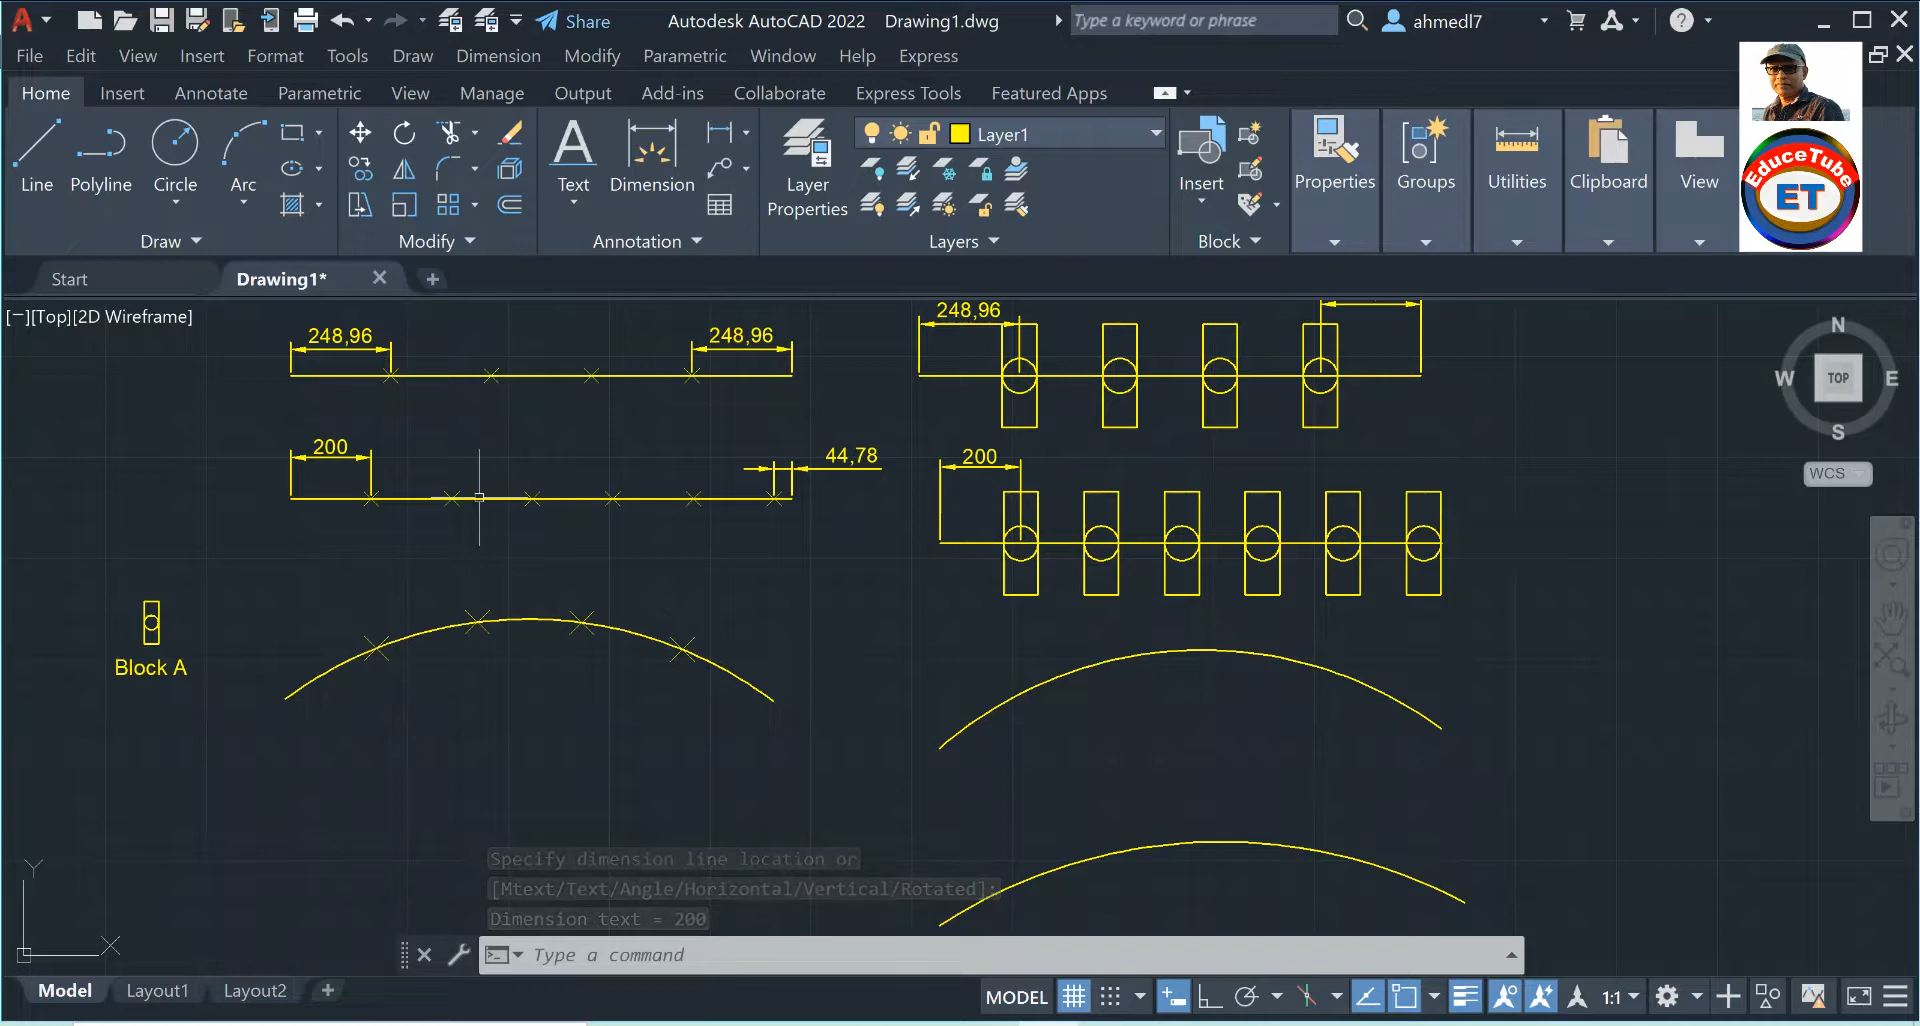 Share
Autodesk AutoCAD 2022 Drawing1.dwg
Type a keyword or phrase
ahmedl7
File Edit View Insert Format Tools Draw Dimension Modify Parametric Window Help Express
Home Insert Annotate Parametric View Manage Output Add-ins Collaborate Express Tools Featured Apps
Line Polyline Circle Arc
Text Dimension
Layer Properties
Layer1
Insert
Properties Groups Utilities Clipboard View
Draw Modify Annotation Layers Block
EduceTube
ET
Start Drawing1*
[−][Top][2D Wireframe]
248,96 248,96 248,96
N
W TOP E
S
WCS
200 44,78 200
Block A
Y
X
Specify dimension line location or
[Mtext/Text/Angle/Horizontal/Vertical/Rotated]:
Dimension text = 200
Type a command
Model Layout1 Layout2
MODEL 1:1